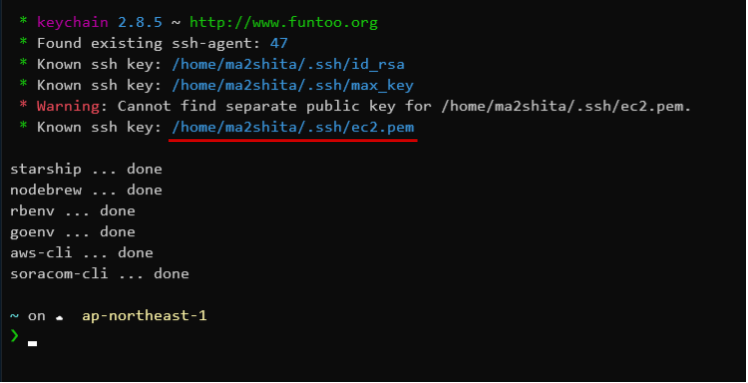 * keychain 2.8.5 ~ http://www.funtoo.org
* Found existing ssh-agent: 47
* Known ssh key: /home/ma2shita/.ssh/id_rsa
* Known ssh key: /home/ma2shita/.ssh/max_key
* Warning: Cannot find separate public key for /home/ma2shita/.ssh/ec2.pem.
* Known ssh key: /home/ma2shita/.ssh/ec2.pem
starship ... done
nodebrew ... done
rbenv ... done
goenv ... done
aws-cli ... done
soracom-cli ... done
~ on ☁ ap-northeast-1
❯